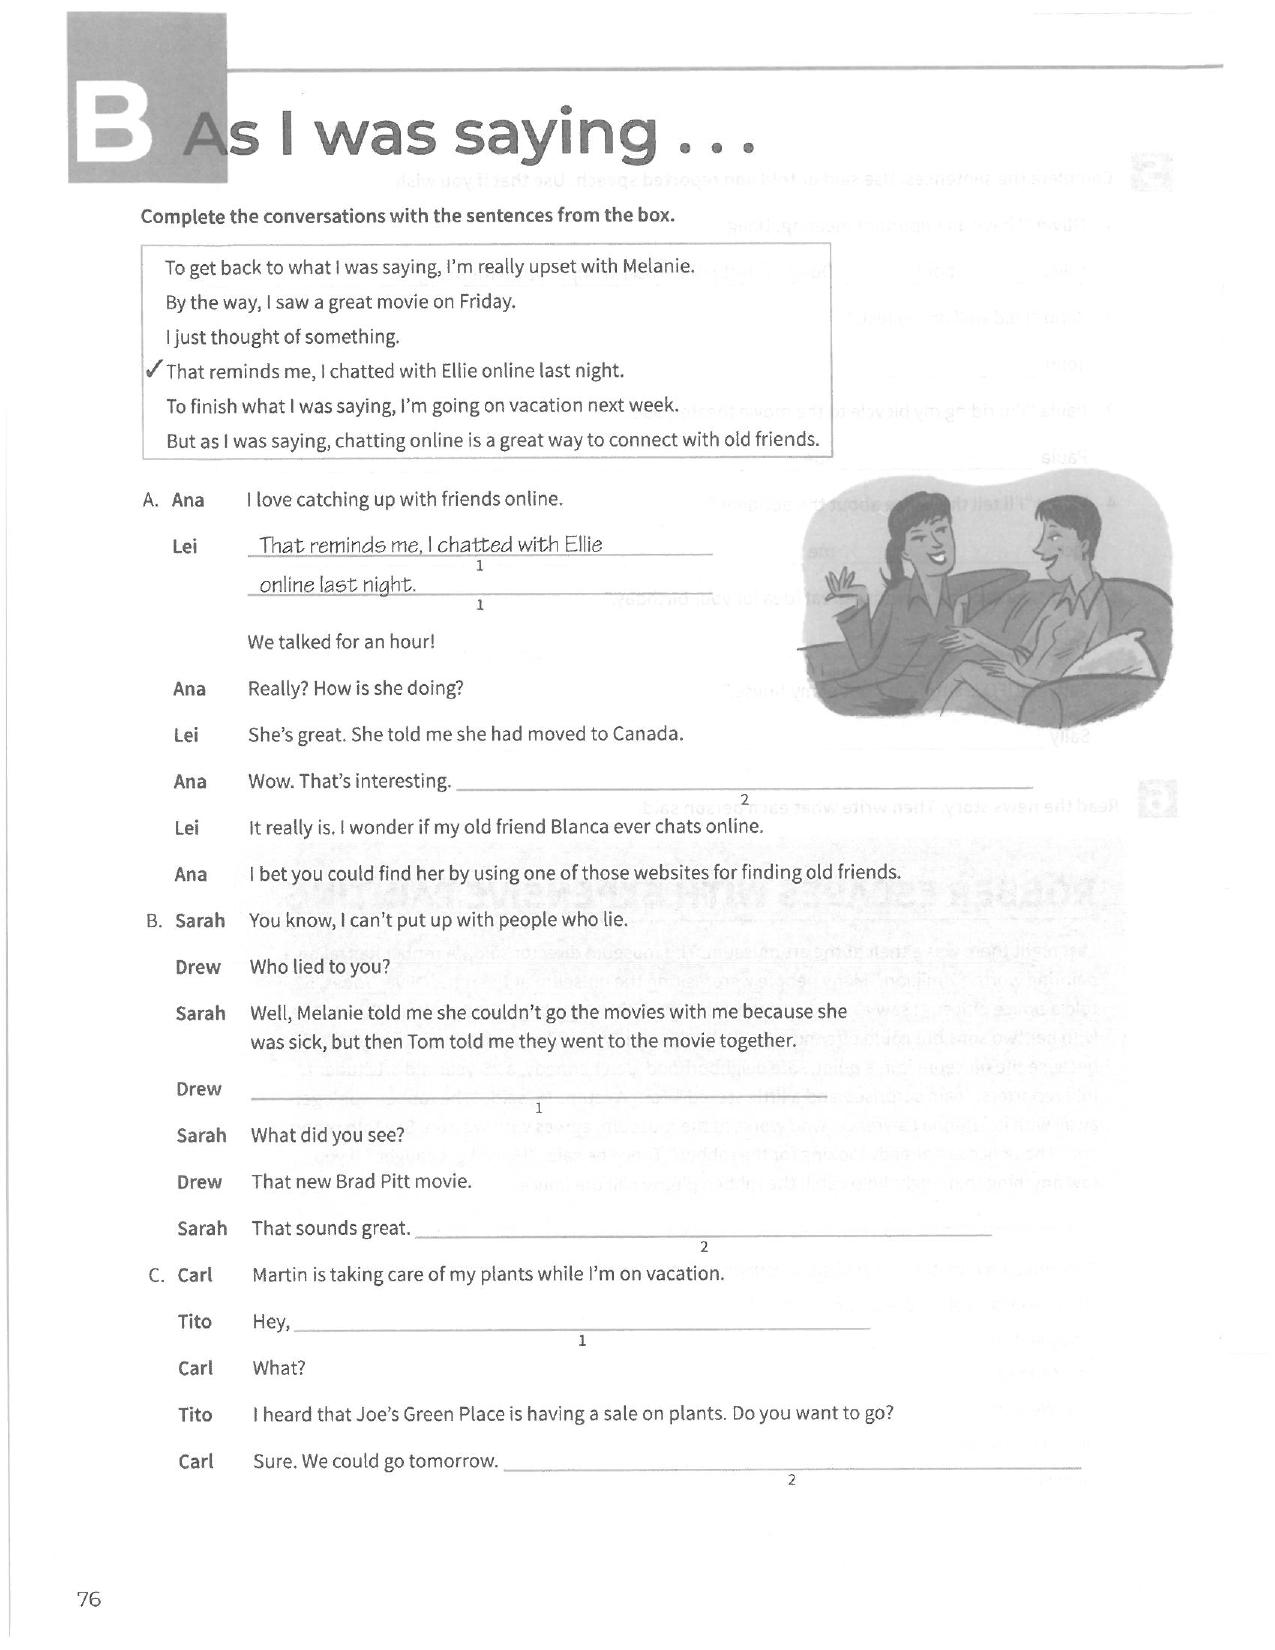 B As I was saying . . .
Complete the conversations with the sentences from the box.
To get back to what I was saying, I'm really upset with Melanie.
By the way, I saw a great movie on Friday.
I just thought of something.
✓ That reminds me, I chatted with Ellie online last night.
To finish what I was saying, I'm going on vacation next week.
But as I was saying, chatting online is a great way to connect with old friends.
A. Ana I love catching up with friends online.
Lei That reminds me, I chatted with Ellie
1
online last night.
1
We talked for an hour!
Ana Really? How is she doing?
Lei She's great. She told me she had moved to Canada.
Ana Wow. That's interesting.
2
Lei It really is. I wonder if my old friend Blanca ever chats online.
Ana I bet you could find her by using one of those websites for finding old friends.
B. Sarah You know, I can't put up with people who lie.
Drew Who lied to you?
Sarah Well, Melanie told me she couldn't go the movies with me because she
was sick, but then Tom told me they went to the movie together.
Drew
1
Sarah What did you see?
Drew That new Brad Pitt movie.
Sarah That sounds great.
2
C. Carl Martin is taking care of my plants while I'm on vacation.
Tito Hey,
1
Carl What?
Tito I heard that Joe's Green Place is having a sale on plants. Do you want to go?
Carl Sure. We could go tomorrow.
2
76